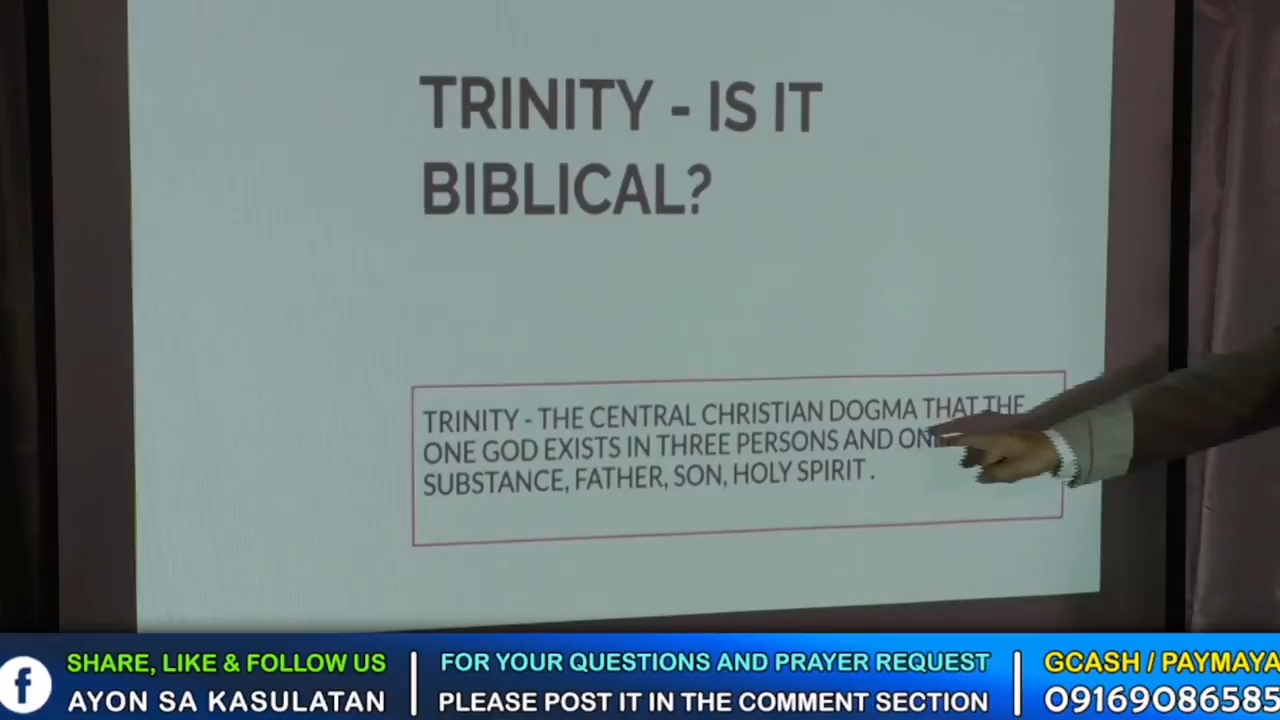 TRINITY - IS IT
BIBLICAL?
TRINITY - THE CENTRAL CHRISTIAN DOGMA THAT THE
ONE GOD EXISTS IN THREE PERSONS AND
SUBSTANCE, FATHER, SON, HOLY SPIRIT .
SHARE, LIKE & FOLLOW US
AYON SA KASULATAN
FOR YOUR QUESTIONS AND PRAYER REQUEST
PLEASE POST IT IN THE COMMENT SECTION
GCASH / PAYMAYA
09169086585